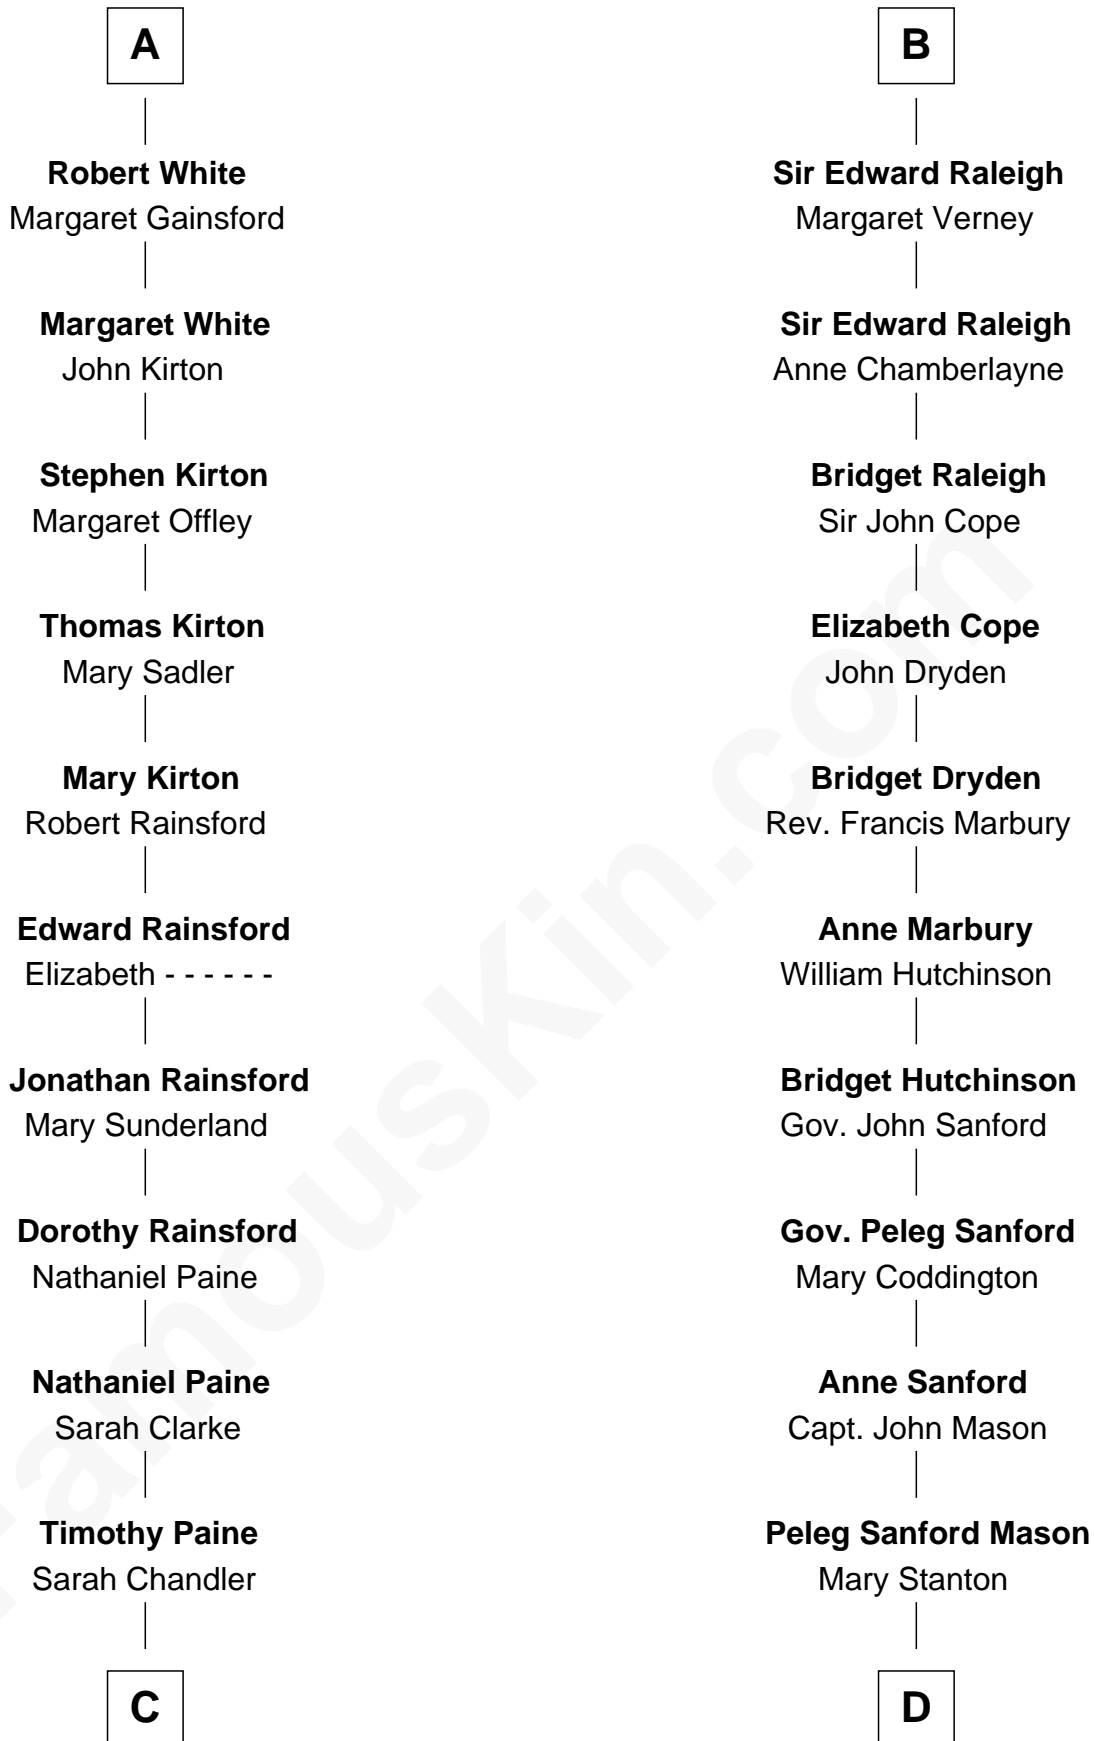 A
Robert White
Margaret Gainsford
Margaret White
John Kirton
Stephen Kirton
Margaret Offley
Thomas Kirton
Mary Sadler
Mary Kirton
Robert Rainsford
Edward Rainsford
Elizabeth - - - - - -
Jonathan Rainsford
Mary Sunderland
Dorothy Rainsford
Nathaniel Paine
Nathaniel Paine
Sarah Clarke
Timothy Paine
Sarah Chandler
C
B
Sir Edward Raleigh
Margaret Verney
Sir Edward Raleigh
Anne Chamberlayne
Bridget Raleigh
Sir John Cope
Elizabeth Cope
John Dryden
Bridget Dryden
Rev. Francis Marbury
Anne Marbury
William Hutchinson
Bridget Hutchinson
Gov. John Sanford
Gov. Peleg Sanford
Mary Coddington
Anne Sanford
Capt. John Mason
Peleg Sanford Mason
Mary Stanton
D
FamousKin.com